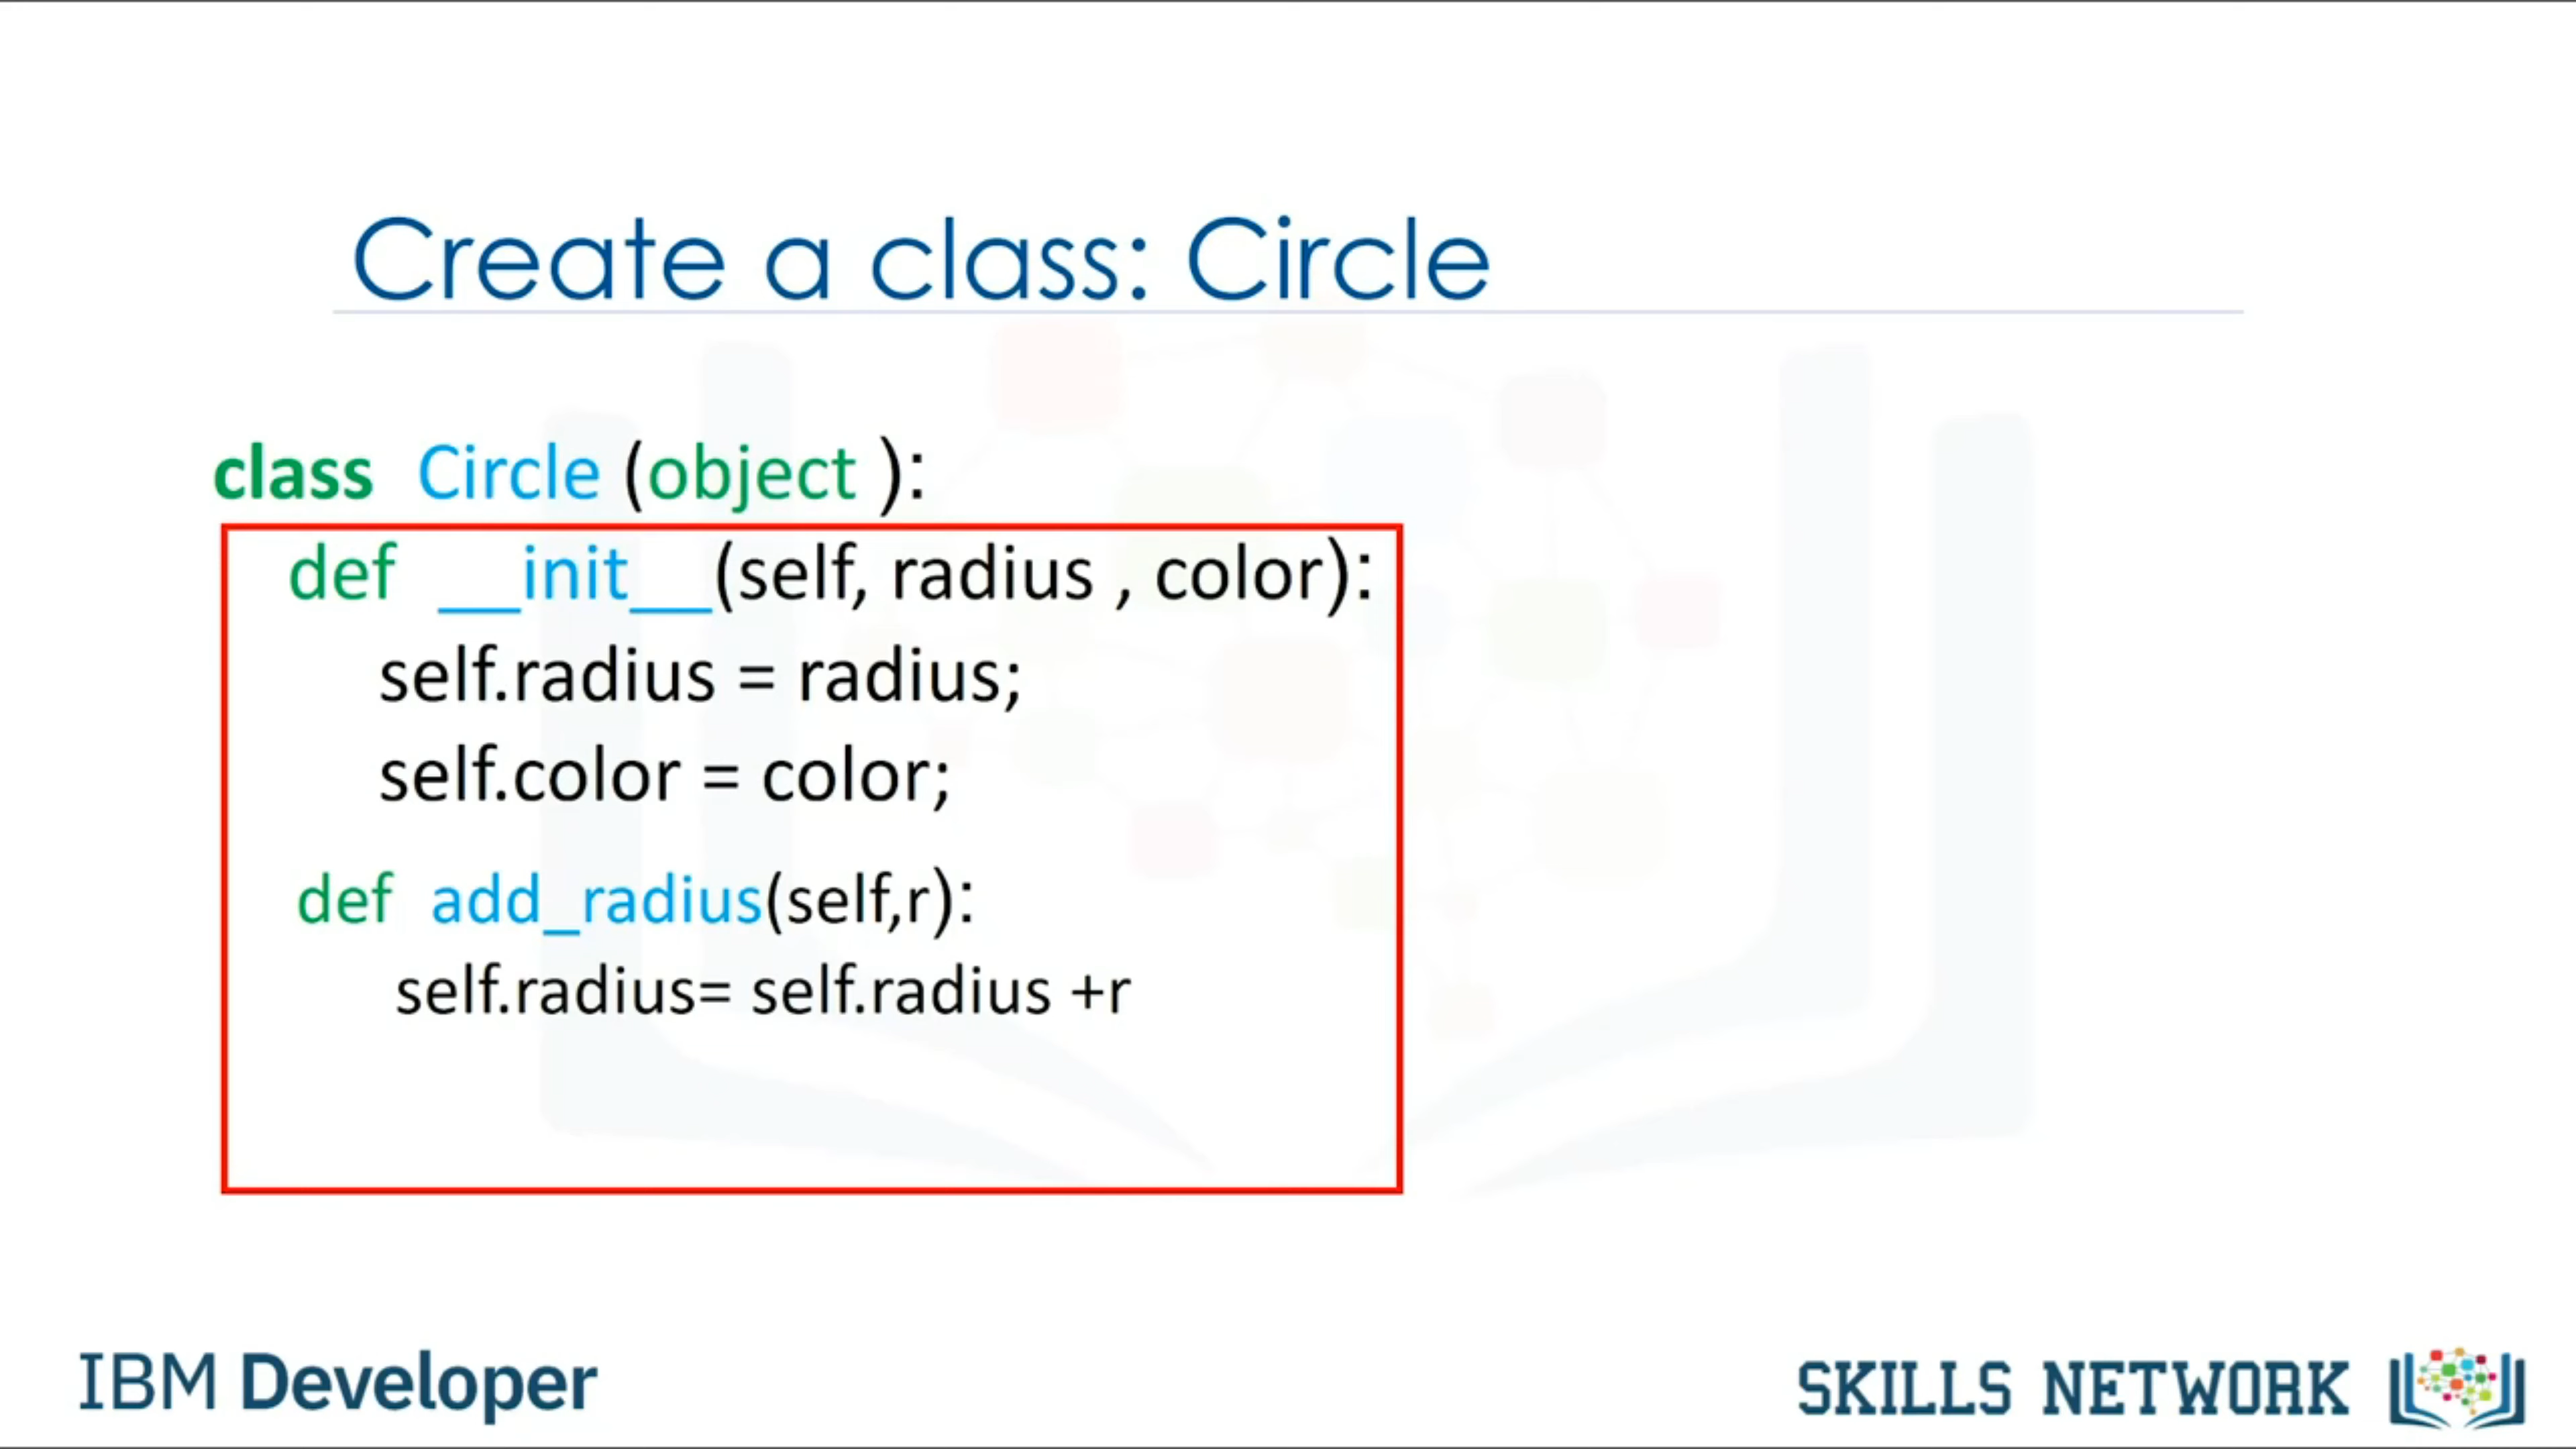 Create a class: Circle
class Circle (object ):
def __init__(self, radius , color):
self.radius = radius;
self.color = color;
def add_radius(self,r):
self.radius= self.radius +r
IBM Developer
SKILLS NETWORK